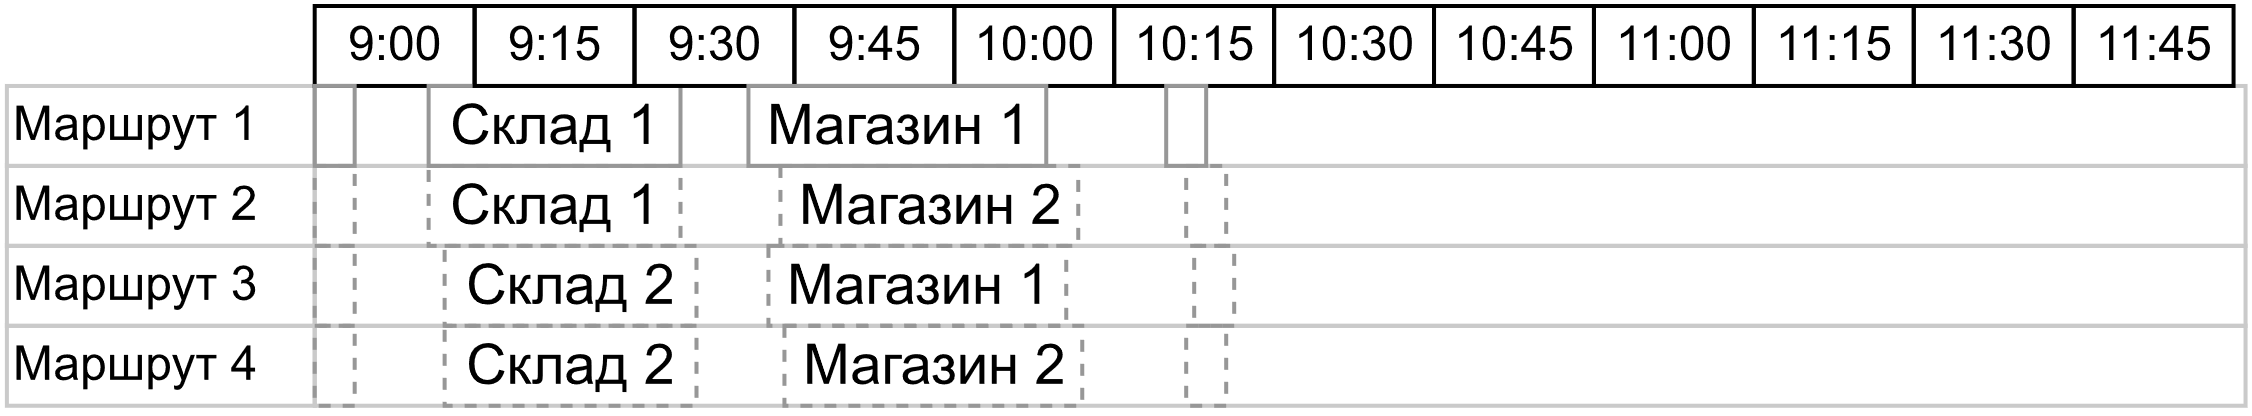 9:00 9:15 9:30 9:45 10:00 10:15 10:30 10:45 11:00 11:15 11:30 11:45
Маршрут 1 Склад 1 Магазин 1
Маршрут 2 Склад 1 Магазин 2
Маршрут 3 Склад 2 Магазин 1
Маршрут 4 Склад 2 Магазин 2